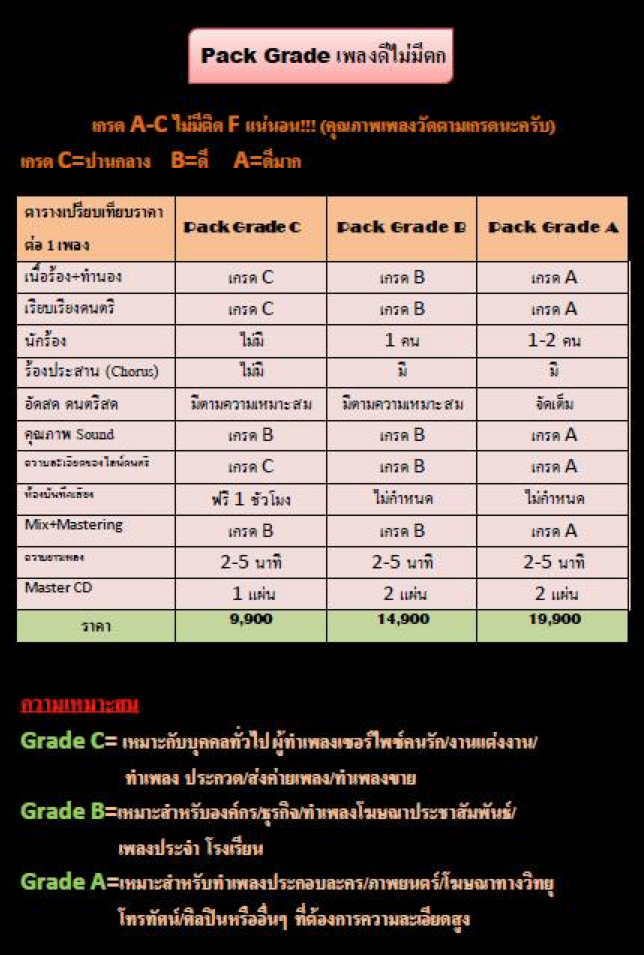 Pack Grade เพลงดีไม่มีตก
เกรด A-C ไม่มีติด F แน่นอน!!! (คุณภาพเพลงวัดตามเกรดนะครับ)
เกรด C=ปานกลาง B=ดี A=ดีมาก
ตารางเปรียบเทียบราคา
ต่อ 1 เพลง Pack Grade C Pack Grade B Pack Grade A
เนื้อร้อง+ทำนอง เกรด C เกรด B เกรด A
เรียบเรียงดนตรี เกรด C เกรด B เกรด A
นักร้อง ไม่มี 1 คน 1-2 คน
ร้องประสาน (Chorus) ไม่มี มี มี
อัดสด ดนตรีสด มีตามความเหมาะสม มีตามความเหมาะสม จัดเต็ม
คุณภาพ Sound เกรด B เกรด B เกรด A
ความละเอียดของไลน์ดนตรี เกรด C เกรด B เกรด A
ห้องบันทึกเสียง ฟรี 1 ชั่วโมง ไม่กำหนด ไม่กำหนด
Mix+Mastering เกรด B เกรด B เกรด A
ความยาวเพลง 2-5 นาที 2-5 นาที 2-5 นาที
Master CD 1 แผ่น 2 แผ่น 2 แผ่น
ราคา 9,900 14,900 19,900
ความเหมาะสม
Grade C= เหมาะกับบุคคลทั่วไป ผู้ทำเพลงเซอร์ไพซ์คนรัก/งานแต่งงาน/
ทำเพลง ประกวด/ส่งค่ายเพลง/ทำเพลงขาย
Grade B=เหมาะสำหรับองค์กร/ธุรกิจ/ทำเพลงโฆษณาประชาสัมพันธ์/
เพลงประจำ โรงเรียน
Grade A=เหมาะสำหรับทำเพลงประกอบละคร/ภาพยนตร์/โฆษณาทางวิทยุ
โทรทัศน์/ศิลปินหรืออื่นๆ ที่ต้องการความละเอียดสูง